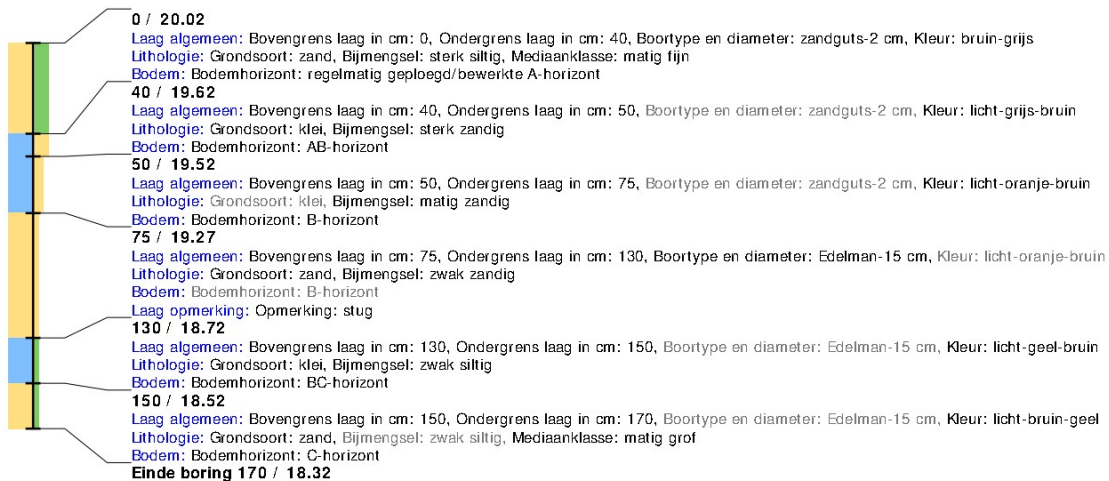 0 / 20.02
Laag algemeen: Bovengrens laag in cm: 0, Ondergrens laag in cm: 40, Boortype en diameter: zandguts-2 cm, Kleur: bruin-grijs
Lithologie: Grondsoort: zand, Bijmengsel: sterk siltig, Mediaanklasse: matig fijn
Bodem: Bodemhorizont: regelmatig geploegd/bewerkte A-horizont
40 / 19.62
Laag algemeen: Bovengrens laag in cm: 40, Ondergrens laag in cm: 50, Boortype en diameter: zandguts-2 cm, Kleur: licht-grijs-bruin
Lithologie: Grondsoort: klei, Bijmengsel: sterk zandig
Bodem: Bodemhorizont: AB-horizont
50 / 19.52
Laag algemeen: Bovengrens laag in cm: 50, Ondergrens laag in cm: 75, Boortype en diameter: zandguts-2 cm, Kleur: licht-oranje-bruin
Lithologie: Grondsoort: klei, Bijmengsel: matig zandig
Bodem: Bodemhorizont: B-horizont
75 / 19.27
Laag algemeen: Bovengrens laag in cm: 75, Ondergrens laag in cm: 130, Boortype en diameter: Edelman-15 cm, Kleur: licht-oranje-bruin
Lithologie: Grondsoort: zand, Bijmengsel: zwak zandig
Bodem: Bodemhorizont: B-horizont
Laag opmerking: Opmerking: stug
130 / 18.72
Laag algemeen: Bovengrens laag in cm: 130, Ondergrens laag in cm: 150, Boortype en diameter: Edelman-15 cm, Kleur: licht-geel-bruin
Lithologie: Grondsoort: klei, Bijmengsel: zwak siltig
Bodem: Bodemhorizont: BC-horizont
150 / 18.52
Laag algemeen: Bovengrens laag in cm: 150, Ondergrens laag in cm: 170, Boortype en diameter: Edelman-15 cm, Kleur: licht-bruin-geel
Lithologie: Grondsoort: zand, Bijmengsel: zwak siltig, Mediaanklasse: matig grof
Bodem: Bodemhorizont: C-horizont
Einde boring 170 / 18.32